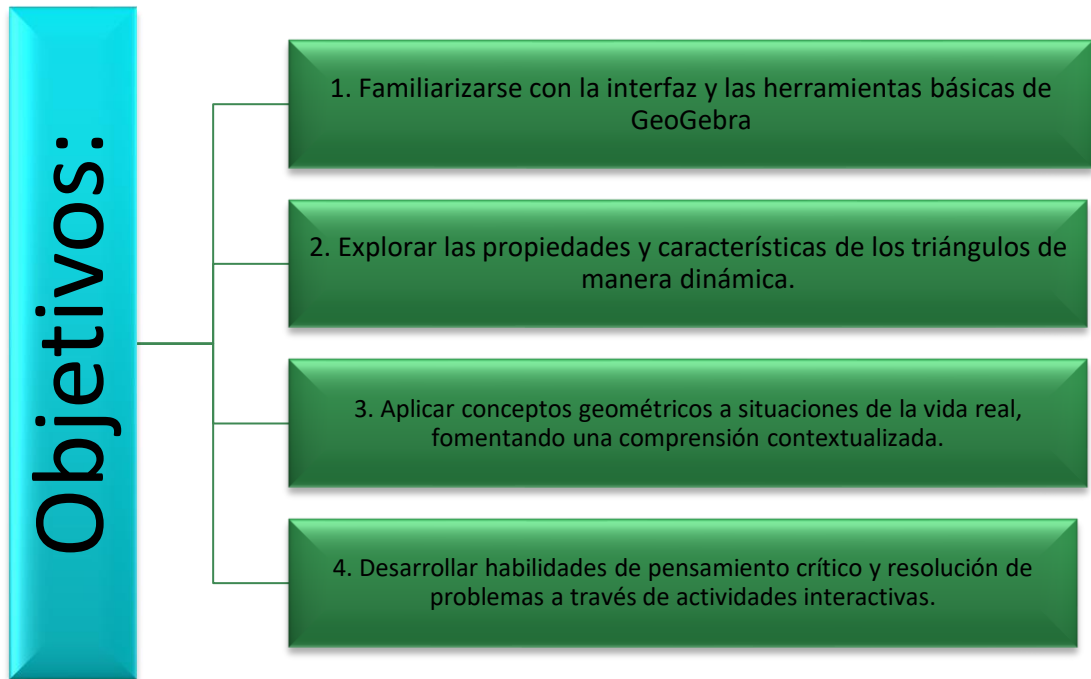 Objetivos:
1. Familiarizarse con la interfaz y las herramientas básicas de
GeoGebra
2. Explorar las propiedades y características de los triángulos de
manera dinámica.
3. Aplicar conceptos geométricos a situaciones de la vida real,
fomentando una comprensión contextualizada.
4. Desarrollar habilidades de pensamiento crítico y resolución de
problemas a través de actividades interactivas.